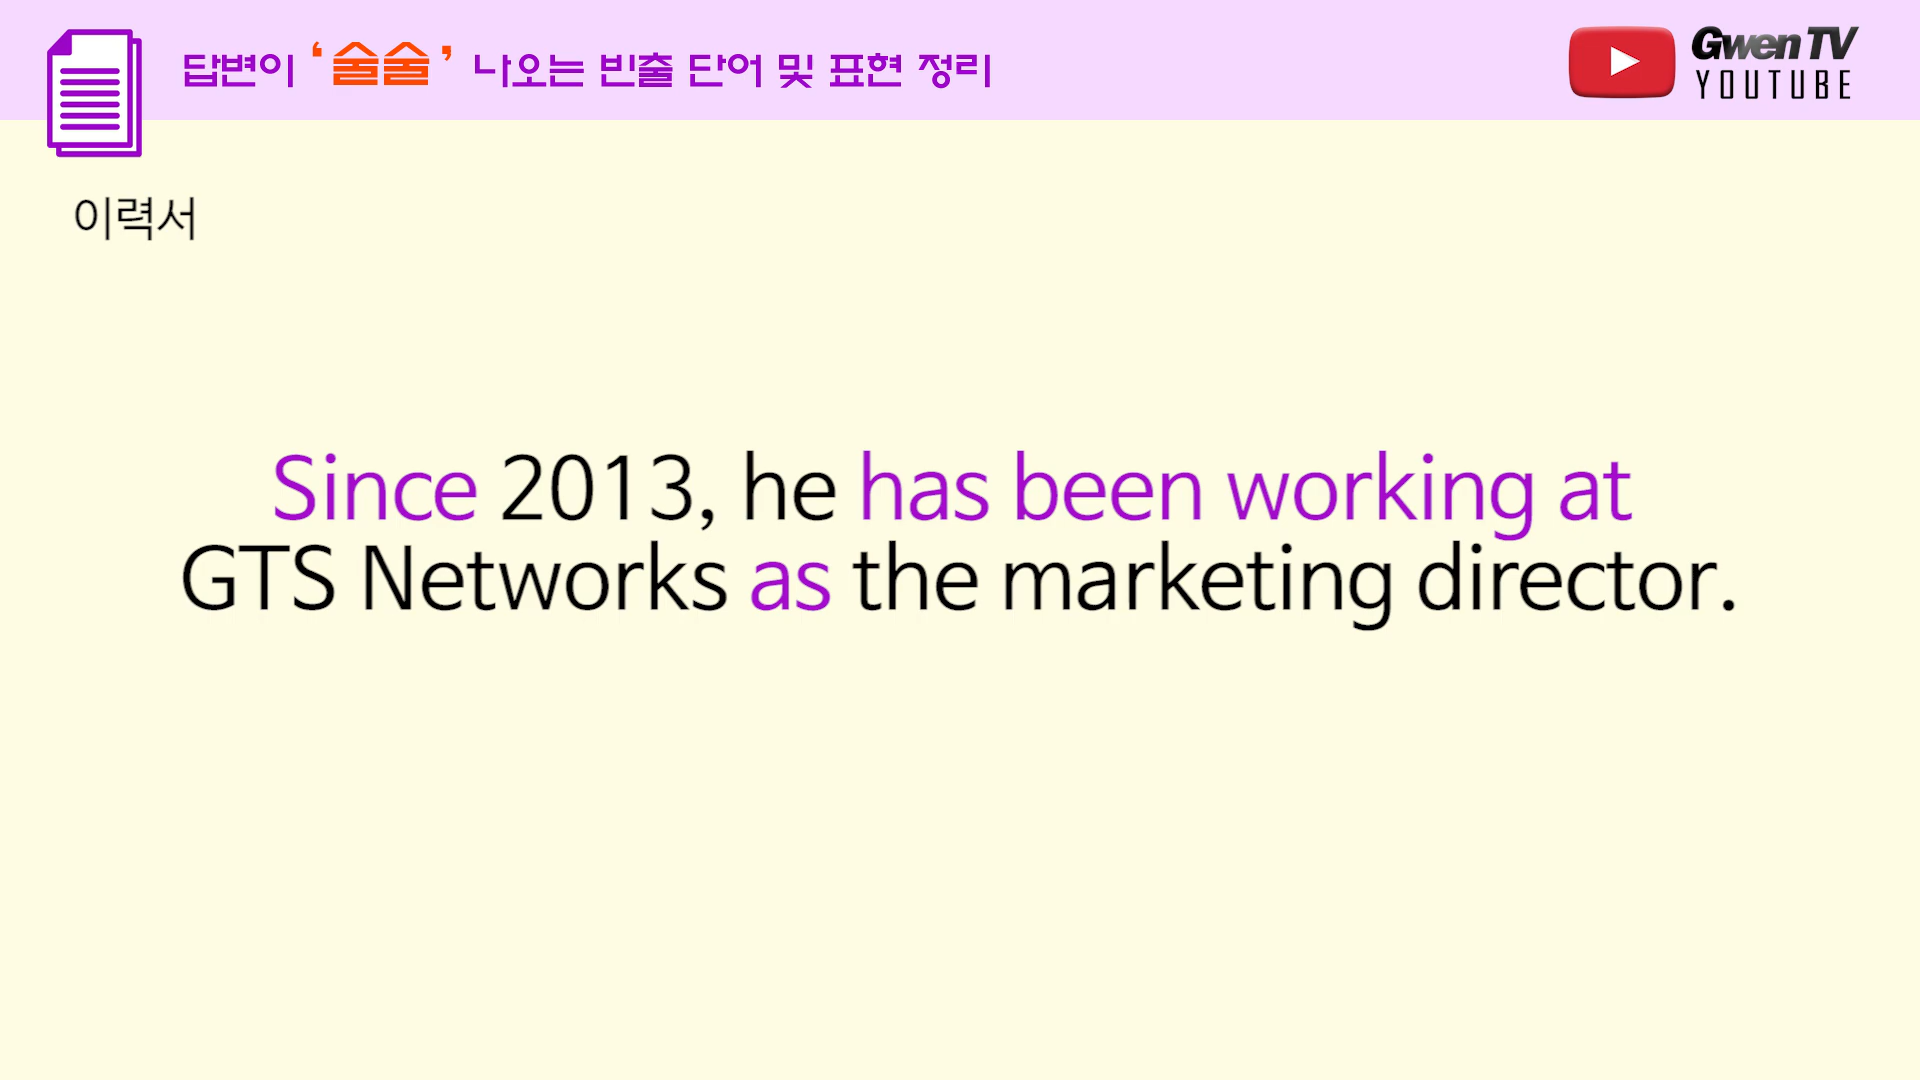 답변이 ‘술술’ 나오는 빈출 단어 및 표현 정리
Gwen TV
YOUTUBE
이력서
Since 2013, he has been working at
GTS Networks as the marketing director.